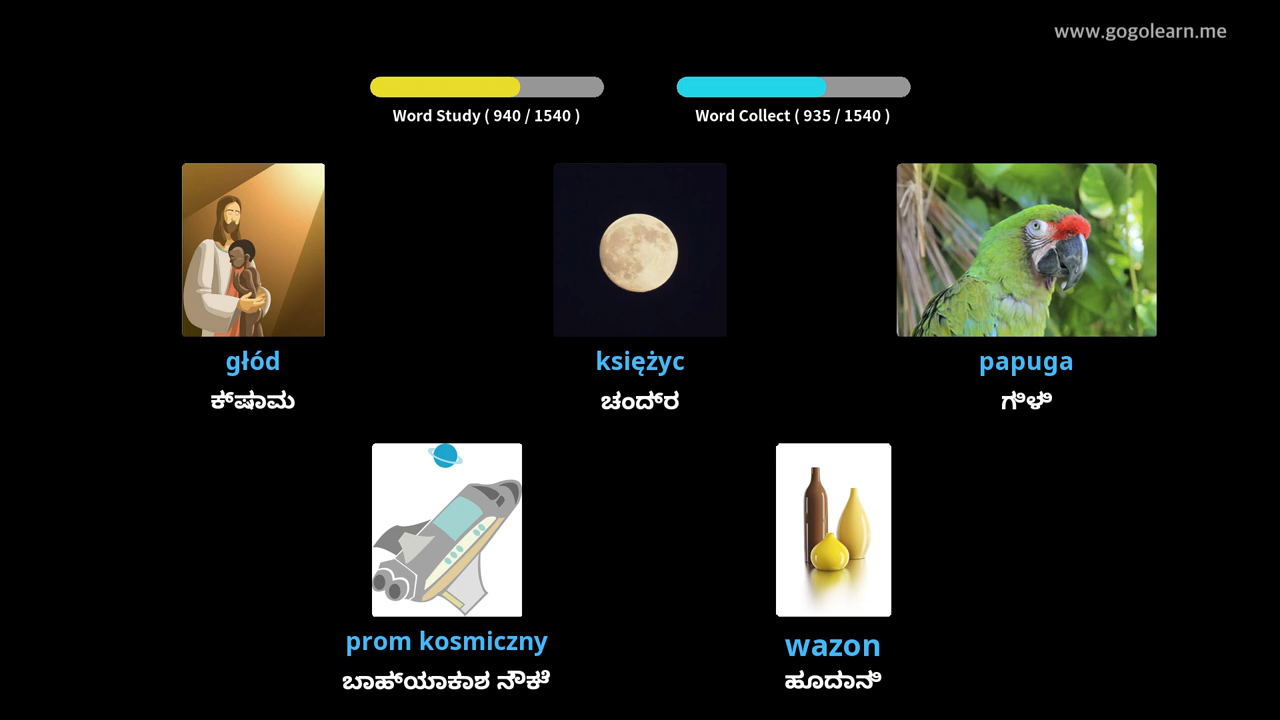 www.gogolearn.me
Word Study ( 940 / 1540 )
Word Collect ( 935 / 1540 )
głód
ಕ್ಷಾಮ
księżyc
ಚಂದ್ರ
papuga
ಗಿಳಿ
prom kosmiczny
ಬಾಹ್ಯಾಕಾಶ ನೌಕೆ
wazon
ಹೂದಾನಿ